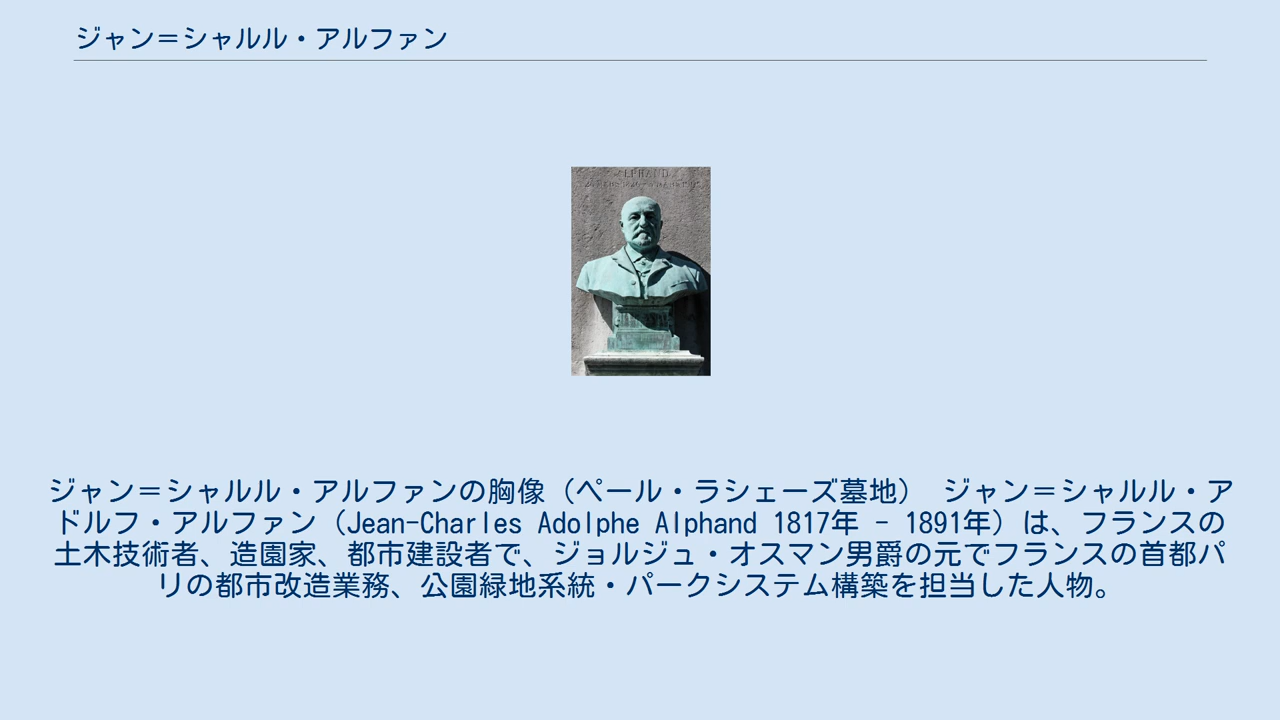 ジャン＝シャルル・アルファン
ALPHAND
ジャン＝シャルル・アルファンの胸像（ペール・ラシェーズ墓地） ジャン＝シャルル・ア
ドルフ・アルファン（Jean-Charles Adolphe Alphand 1817年 - 1891年）は、フランスの
土木技術者、造園家、都市建設者で、ジョルジュ・オスマン男爵の元でフランスの首都パ
リの都市改造業務、公園緑地系統・パークシステム構築を担当した人物。